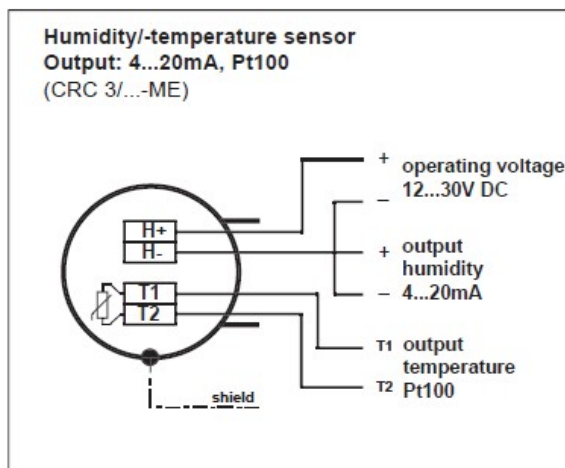 Humidity/-temperature sensor
Output: 4...20mA, Pt100
(CRC 3/...-ME)
+ operating voltage
12...30V DC
−
H+
H-
+ output
humidity
− 4...20mA
T1
T2
T1 output
temperature
T2 Pt100
shield